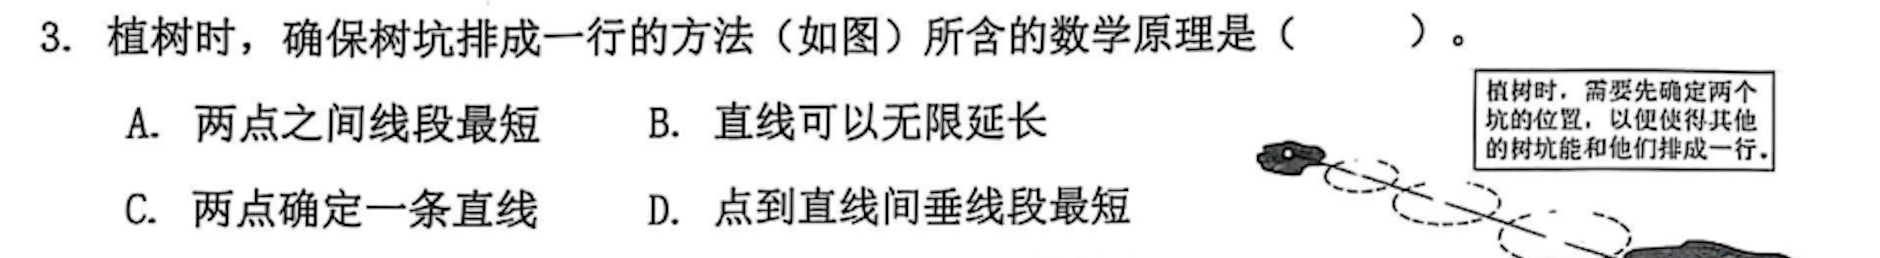 3. 植树时，确保树坑排成一行的方法（如图）所含的数学原理是（　　）。
植树时，需要先确定两个
坑的位置，以便使得其他
的树坑能和他们排成一行.
A. 两点之间线段最短　　B. 直线可以无限延长
C. 两点确定一条直线　　D. 点到直线间垂线段最短